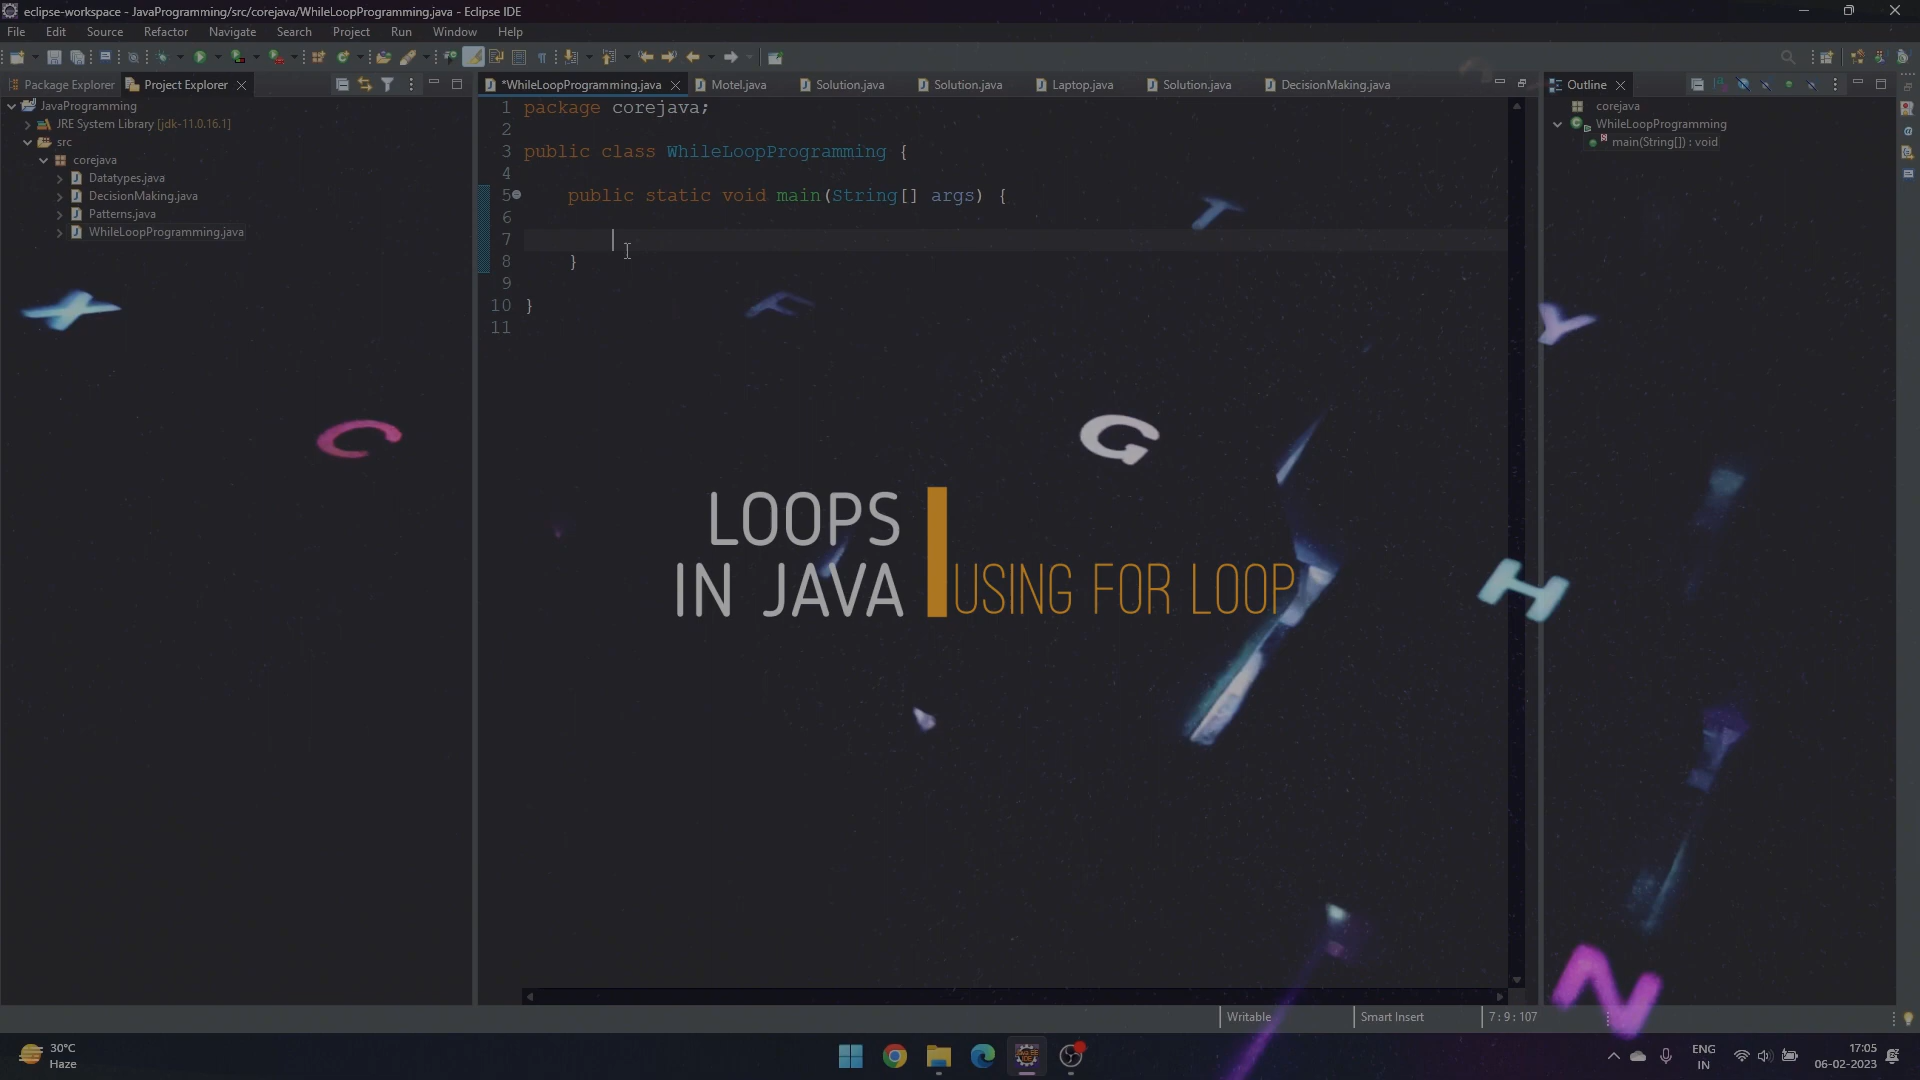 eclipse-workspace - JavaProgramming/src/corejava/WhileLoopProgramming.java - Eclipse IDE
File Edit Source Refactor Navigate Search Project Run Window Help
Package Explorer Project Explorer
*WhileLoopProgramming.java Motel.java Solution.java Solution.java Laptop.java Solution.java DecisionMaking.java
Outline
JavaProgramming
JRE System Library [jdk-11.0.16.1]
src
corejava
Datatypes.java
DecisionMaking.java
Patterns.java
WhileLoopProgramming.java
1 package corejava;
2
3 public class WhileLoopProgramming {
4
5 public static void main(String[] args) {
6
7
8 }
9
10 }
11
corejava
WhileLoopProgramming
main(String[]) : void
T
X
Y
C
G
H
N
LOOPS
IN JAVA
USING FOR LOOP
Writable Smart Insert 7 : 9 : 107
30°C
Haze
ENG
IN
17:05
06-02-2023